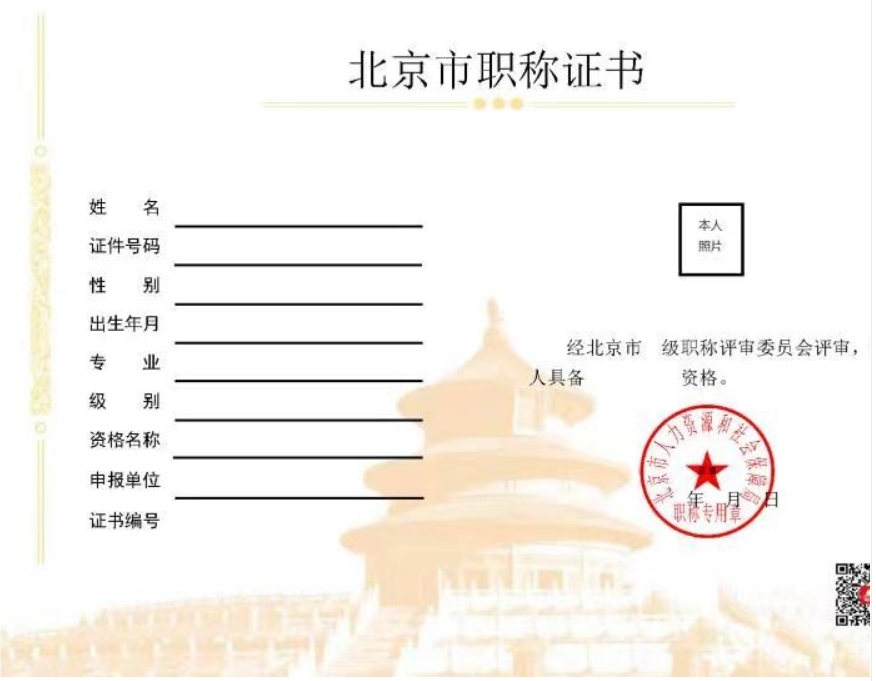 北京市职称证书
姓 名
证件号码
性 别
出生年月
专 业
级 别
资格名称
申报单位
证书编号
本人
照片
经北京市 级职称评审委员会评审，
人具备 资格。
北京市人力资源和社会保障局
年 月 日
职称专用章